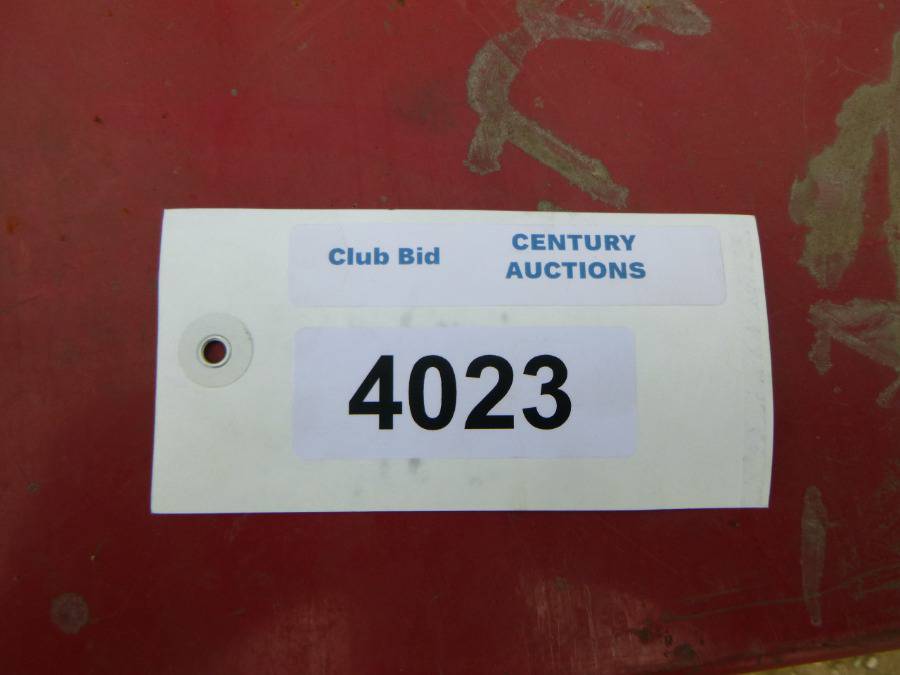 Club Bid
CENTURY
AUCTIONS
4023